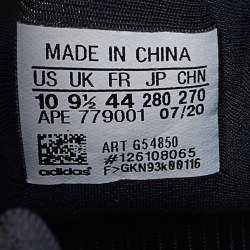 MADE IN CHINA
US UK FR JP CHN
10 9½ 44 280 270
APE 779001 07/20
ART G54850
#126108065
adidas F>GKN93k00116